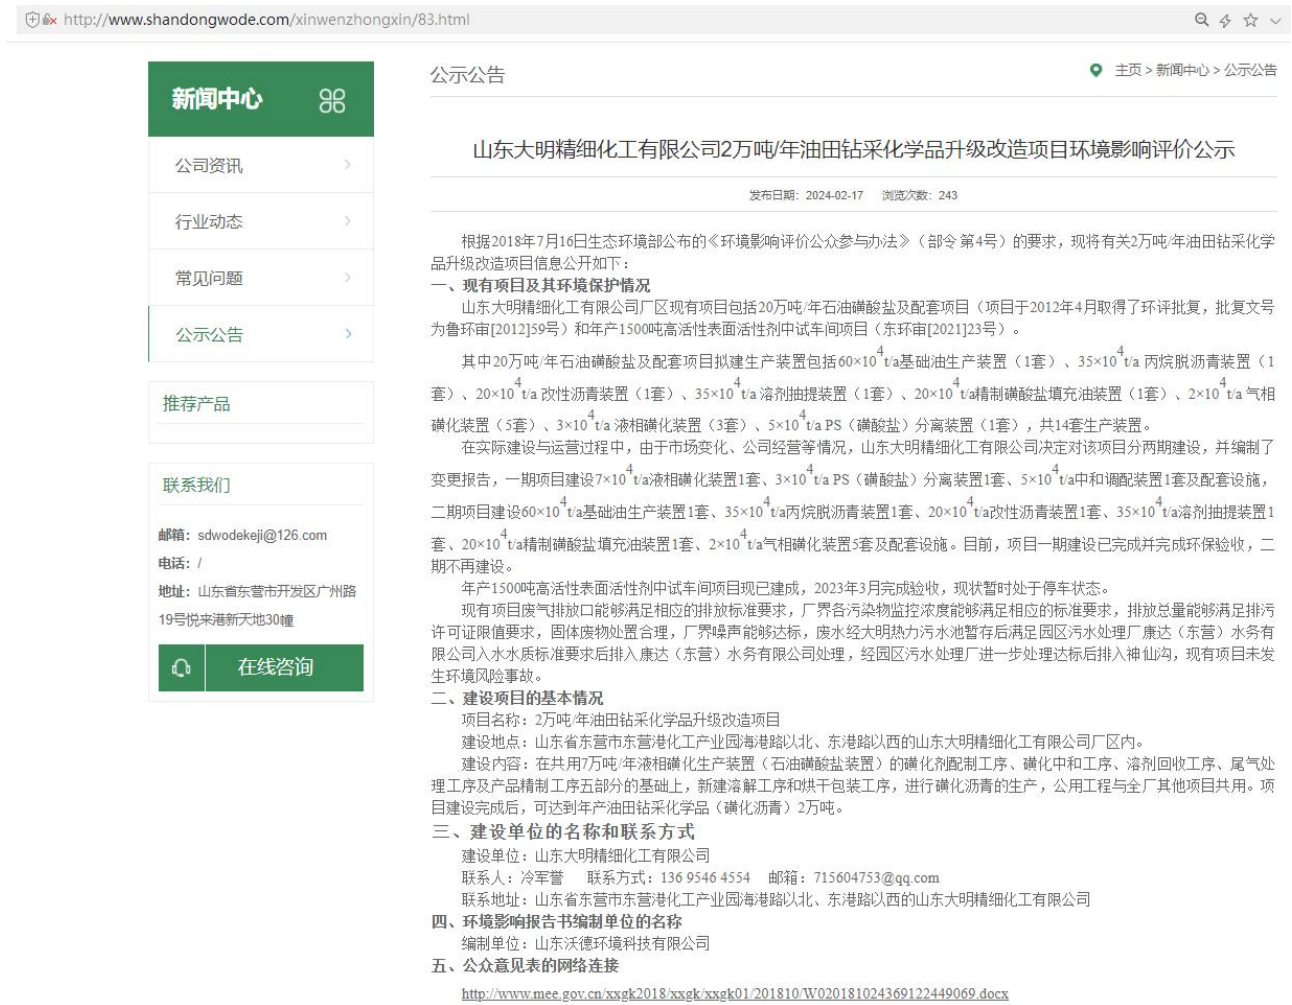 http://www.shandongwode.com/xinwenzhongxin/83.html
新闻中心
公司资讯
行业动态
常见问题
公示公告
推荐产品
联系我们
邮箱：sdwodekeji@126.com
电话：/
地址：山东省东营市开发区广州路
19号悦来港新天地30幢
在线咨询
公示公告
主页 > 新闻中心 > 公示公告
山东大明精细化工有限公司2万吨/年油田钻采化学品升级改造项目环境影响评价公示
发布日期：2024-02-17 浏览次数：243
根据2018年7月16日生态环境部公布的《环境影响评价公众参与办法》（部令 第4号）的要求，现将有关2万吨/年油田钻采化学
品升级改造项目信息公开如下：
一、现有项目及其环境保护情况
山东大明精细化工有限公司厂区现有项目包括20万吨/年石油磺酸盐及配套项目（项目于2012年4月取得了环评批复，批复文号
为鲁环审[2012]59号）和年产1500吨高活性表面活性剂中试车间项目（东环审[2021]23号）。
其中20万吨/年石油磺酸盐及配套项目拟建生产装置包括60×10⁴t/a基础油生产装置（1套）、35×10⁴t/a 丙烷脱沥青装置（1
套）、20×10⁴t/a 改性沥青装置（1套）、35×10⁴t/a 溶剂抽提装置（1套）、20×10⁴t/a精制磺酸盐填充油装置（1套）、2×10⁴t/a 气相
磺化装置（5套）、3×10⁴t/a 液相磺化装置（3套）、5×10⁴t/a PS（磺酸盐）分离装置（1套），共14套生产装置。
在实际建设与运营过程中，由于市场变化、公司经营等情况，山东大明精细化工有限公司决定对该项目分两期建设，并编制了
变更报告，一期项目建设7×10⁴t/a液相磺化装置1套、3×10⁴t/a PS（磺酸盐）分离装置1套、5×10⁴t/a中和调配装置1套及配套设施，
二期项目建设60×10⁴t/a基础油生产装置1套、35×10⁴t/a丙烷脱沥青装置1套、20×10⁴t/a改性沥青装置1套、35×10⁴t/a溶剂抽提装置1
套、20×10⁴t/a精制磺酸盐填充油装置1套、2×10⁴t/a气相磺化装置5套及配套设施。目前，项目一期建设已完成并完成环保验收，二
期不再建设。
年产1500吨高活性表面活性剂中试车间项目现已建成，2023年3月完成验收，现状暂时处于停车状态。
现有项目废气排放口能够满足相应的排放标准要求，厂界各污染物监控浓度能够满足相应的标准要求，排放总量能够满足排污
许可证限值要求，固体废物处置合理，厂界噪声能够达标，废水经大明热力污水池暂存后满足园区污水处理厂康达（东营）水务有
限公司入水水质标准要求后排入康达（东营）水务有限公司处理，经园区污水处理厂进一步处理达标后排入神仙沟，现有项目未发
生环境风险事故。
二、建设项目的基本情况
项目名称：2万吨/年油田钻采化学品升级改造项目
建设地点：山东省东营市东营港化工产业园海港路以北、东港路以西的山东大明精细化工有限公司厂区内。
建设内容：在共用7万吨/年液相磺化生产装置（石油磺酸盐装置）的磺化剂配制工序、磺化中和工序、溶剂回收工序、尾气处
理工序及产品精制工序五部分的基础上，新建溶解工序和烘干包装工序，进行磺化沥青的生产，公用工程与全厂其他项目共用。项
目建设完成后，可达到年产油田钻采化学品（磺化沥青）2万吨。
三、建设单位的名称和联系方式
建设单位：山东大明精细化工有限公司
联系人：冷军誉 联系方式：136 9546 4554 邮箱：715604753@qq.com
联系地址：山东省东营市东营港化工产业园海港路以北、东港路以西的山东大明精细化工有限公司
四、环境影响报告书编制单位的名称
编制单位：山东沃德环境科技有限公司
五、公众意见表的网络连接
http://www.mee.gov.cn/xxgk2018/xxgk/xxgk01/201810/W020181024369122449069.docx